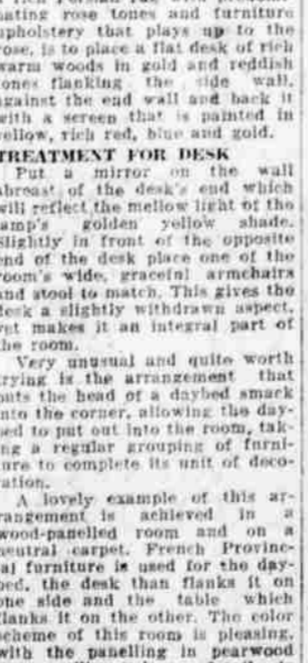 ating rose tones and furniture
upholstery that plays up to the
rose, is to place a flat desk of rich
warm woods in gold and reddish
tones flanking the side wall,
against the end wall and back it
with a screen that is painted in
yellow, rich red, blue and gold.
TREATMENT FOR DESK
Put a mirror on the wall
abreast of the desk's end which
will reflect the mellow light of the
lamp's golden yellow shade.
Slightly in front of the opposite
end of the desk place one of the
room's wide, graceful armchairs
and stool to match. This gives the
desk a slightly withdrawn aspect,
yet makes it an integral part of
the room.
Very unusual and quite worth
trying is the arrangement that
puts the head of a daybed smack
into the corner, allowing the day-
bed to put out into the room, tak-
ing a regular grouping of furni-
ture to complete its unit of deco-
ration.
A lovely example of this ar-
rangement is achieved in a
wood-panelled room and on a
neutral carpet. French Provinc-
ial furniture is used for the day-
bed, the desk than flanks it on
one side and the table which
flanks it on the other. The color
scheme of this room is pleasing,
with the panelling in pearwood